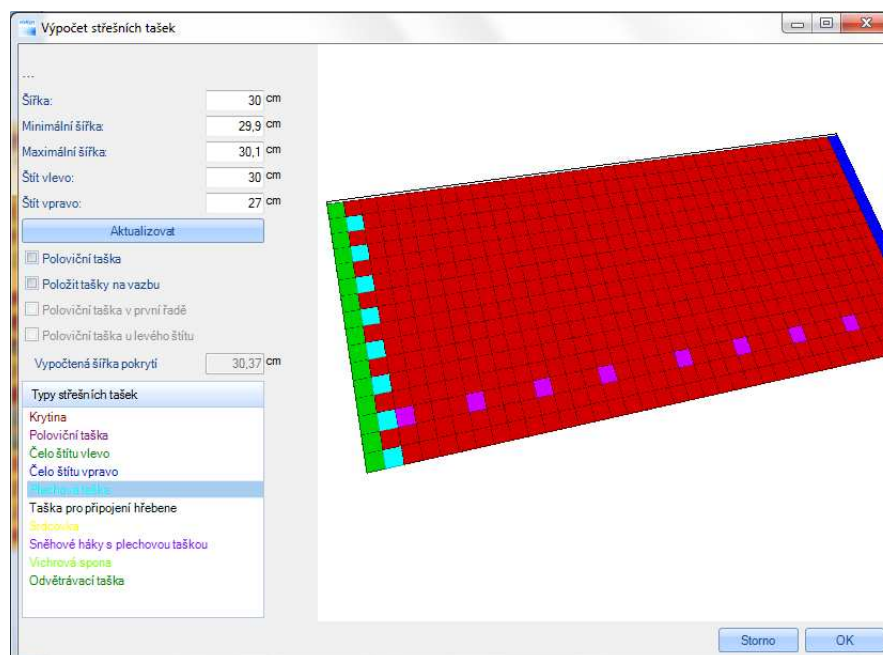 Výpočet střešních tašek
...
Šířka: 30 cm
Minimální šířka: 29,9 cm
Maximální šířka: 30,1 cm
Štít vlevo: 30 cm
Štít vpravo: 27 cm
Aktualizovat
Poloviční taška
Položit tašky na vazbu
Poloviční taška v první řadě
Poloviční taška u levého štítu
Vypočtená šířka pokrytí 30,37 cm
Typy střešních tašek
Krytina
Poloviční taška
Čelo štítu vlevo
Čelo štítu vpravo
Plechová taška
Taška pro připojení hřebene
Srdcovka
Sněhové háky s plechovou taškou
Vichrová spona
Odvětrávací taška
Storno OK